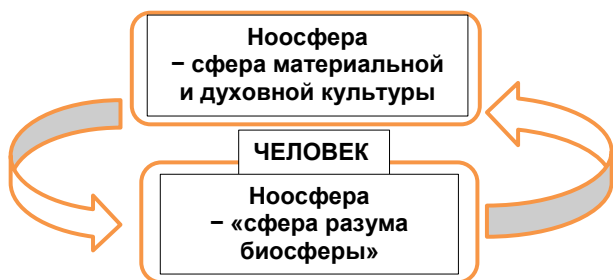 Ноосфера
− сфера материальной
и духовной культуры
ЧЕЛОВЕК
Ноосфера
− «сфера разума
биосферы»